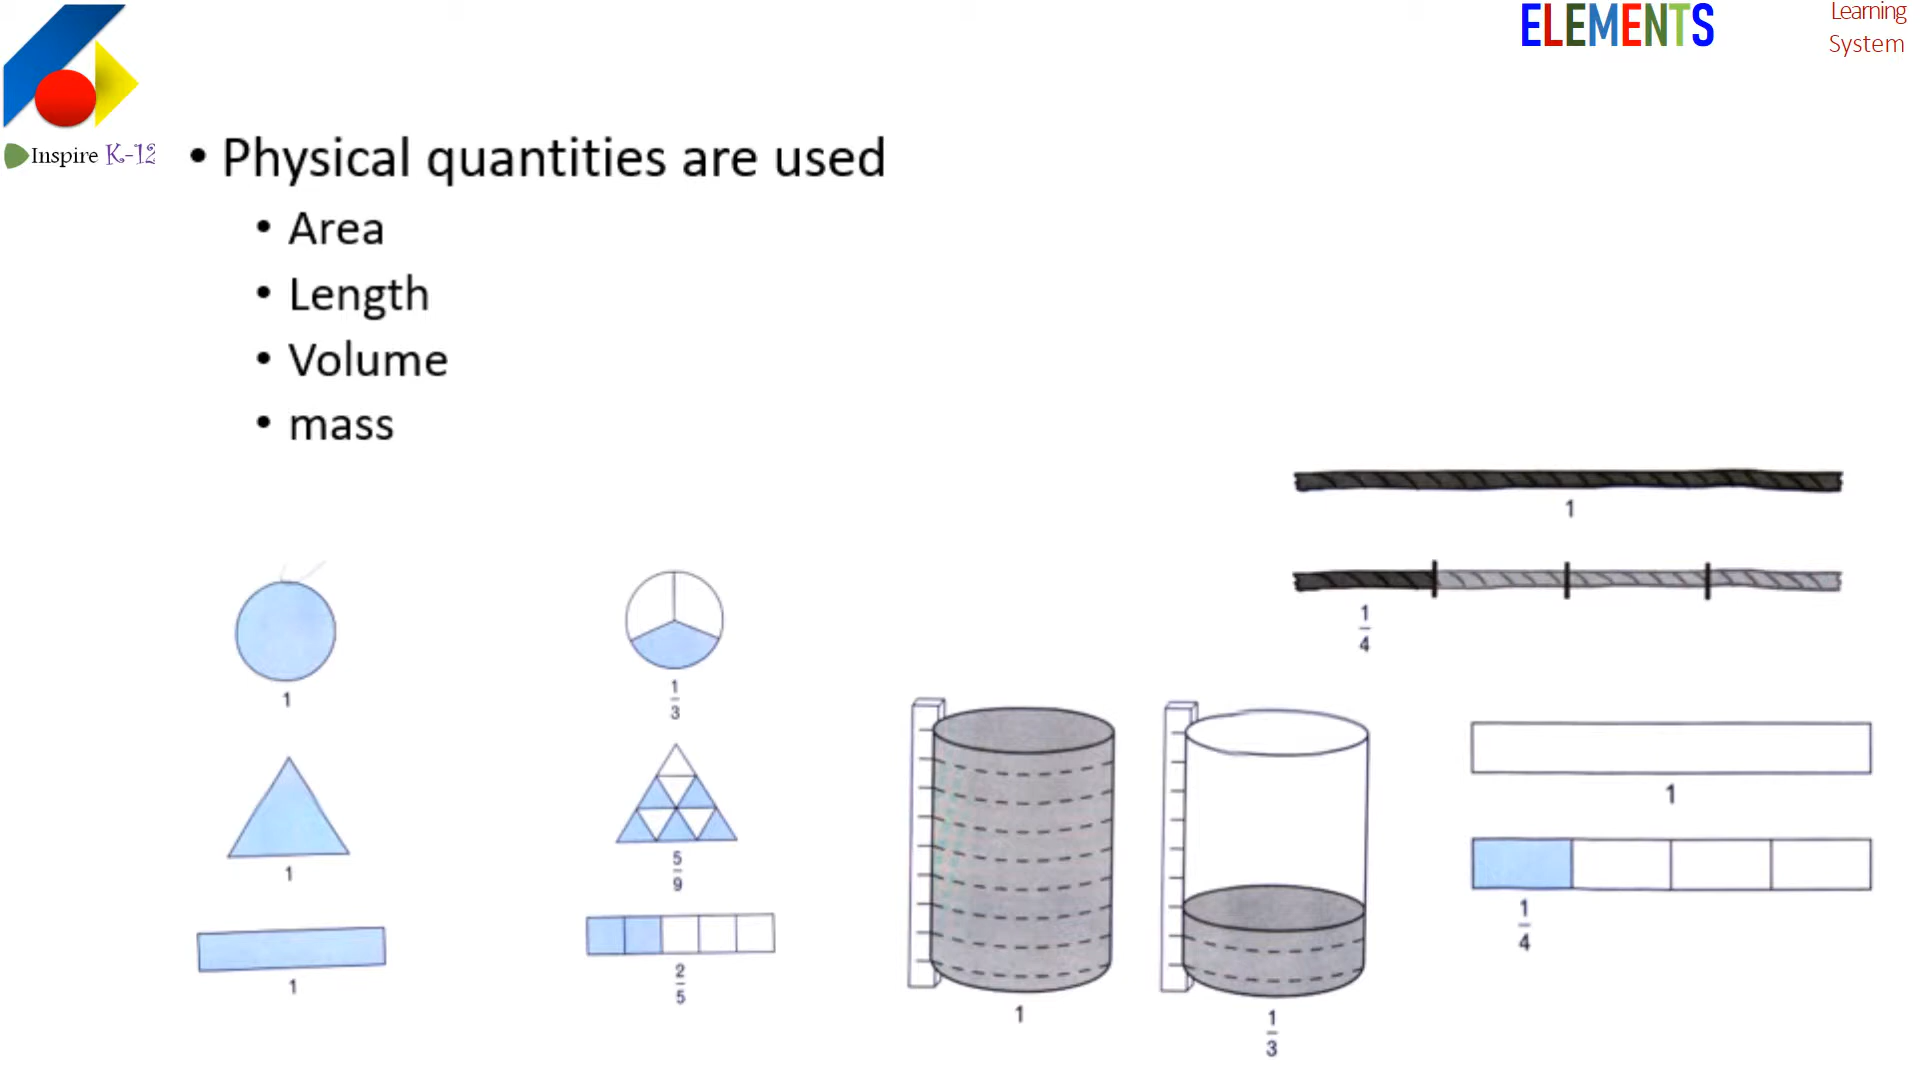 ELEMENTS
Learning
System
Inspire K-12
• Physical quantities are used
• Area
• Length
• Volume
• mass
1
1
4
1
1
3
1
5
9
1
2
5
1
1
3
1
1
4